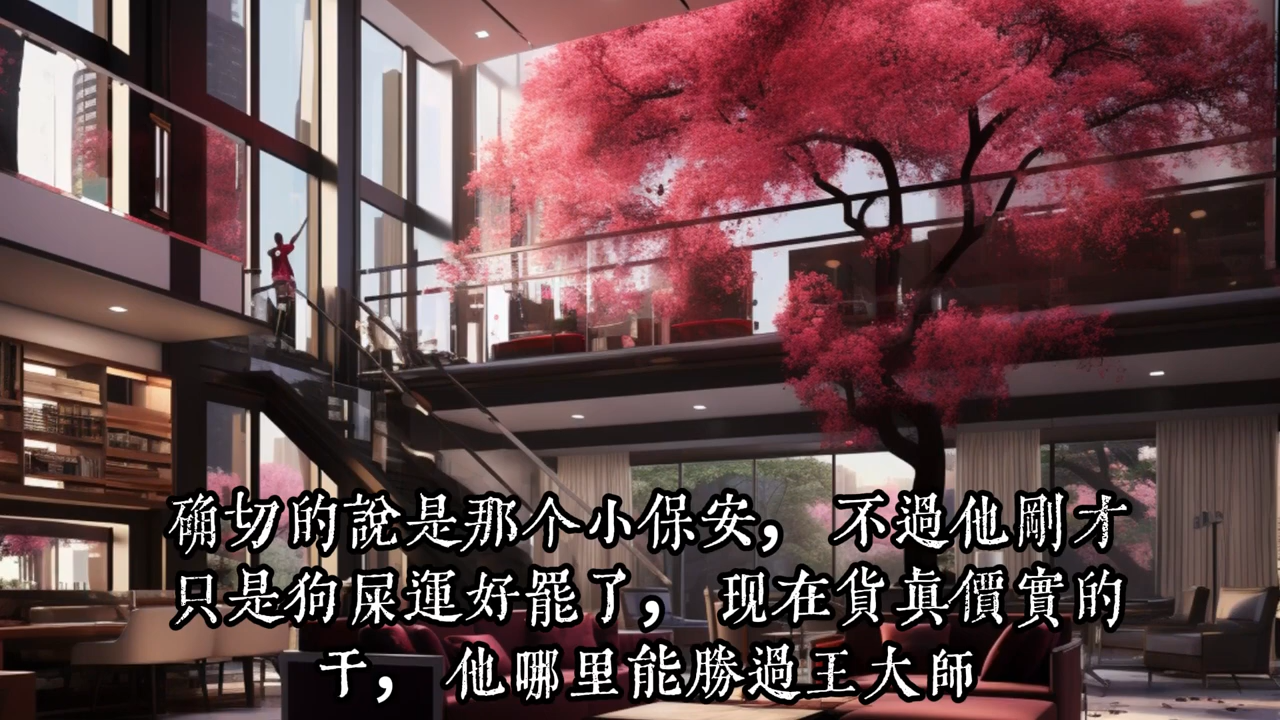 确切的說是那个小保安， 不過他剛才
只是狗屎運好罷了， 现在貨真價實的
干， 他哪里能勝過王大師